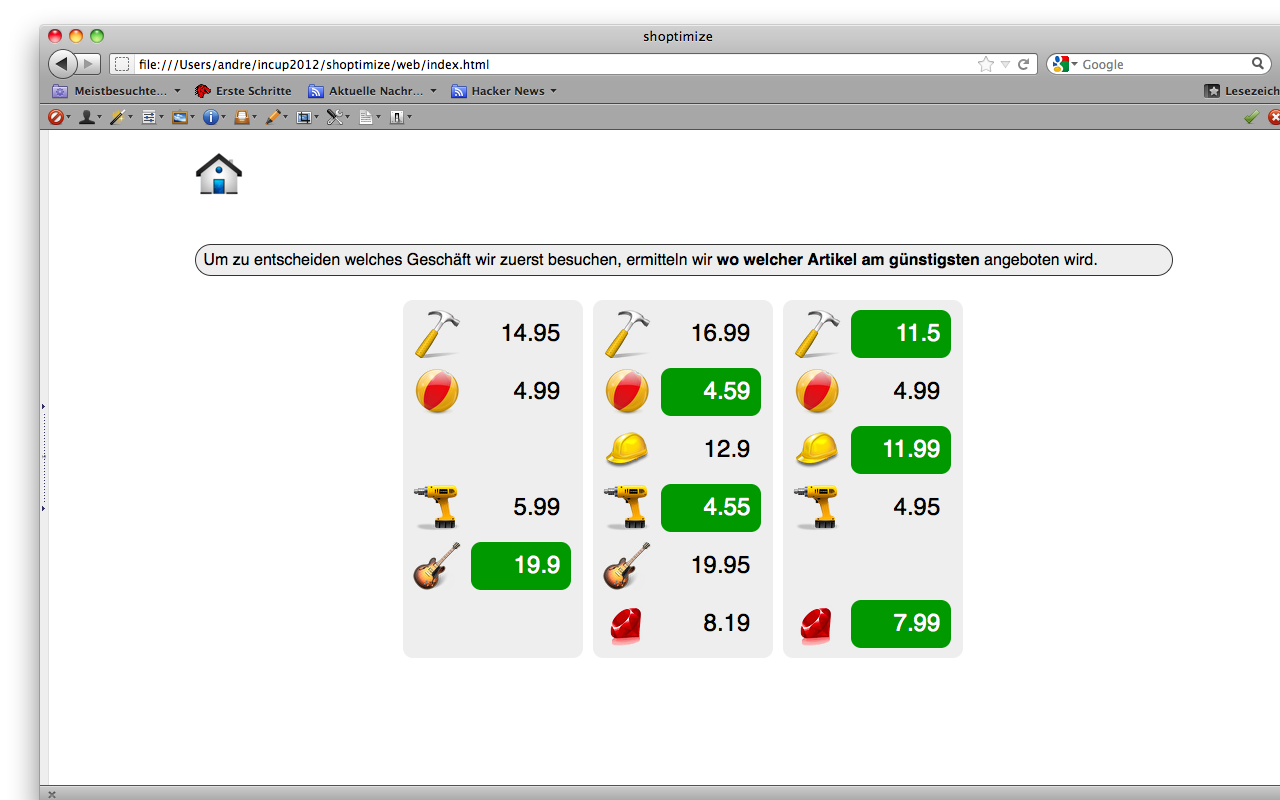 shoptimize
file:///Users/andre/incup2012/shoptimize/web/index.html
Google
Meistbesuchte... Erste Schritte Aktuelle Nachr... Hacker News Lesezeich
Um zu entscheiden welches Geschäft wir zuerst besuchen, ermitteln wir wo welcher Artikel am günstigsten angeboten wird.
14.95 16.99 11.5
4.99 4.59 4.99
12.9 11.99
5.99 4.55 4.95
19.9 19.95
8.19 7.99